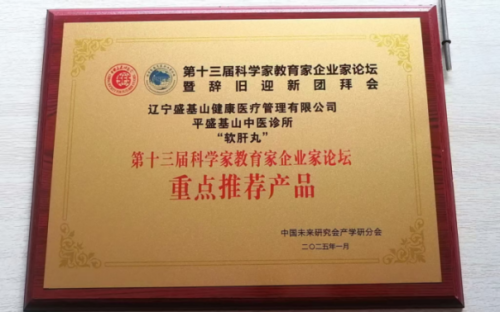 第十三届科学家教育家企业家论坛
暨辞旧迎新团拜会
辽宁盛基山健康医疗管理有限公司
平盛基山中医诊所
“软肝丸”
第十三届科学家教育家企业家论坛
重点推荐产品
中国未来研究会产学研分会
二〇二五年一月